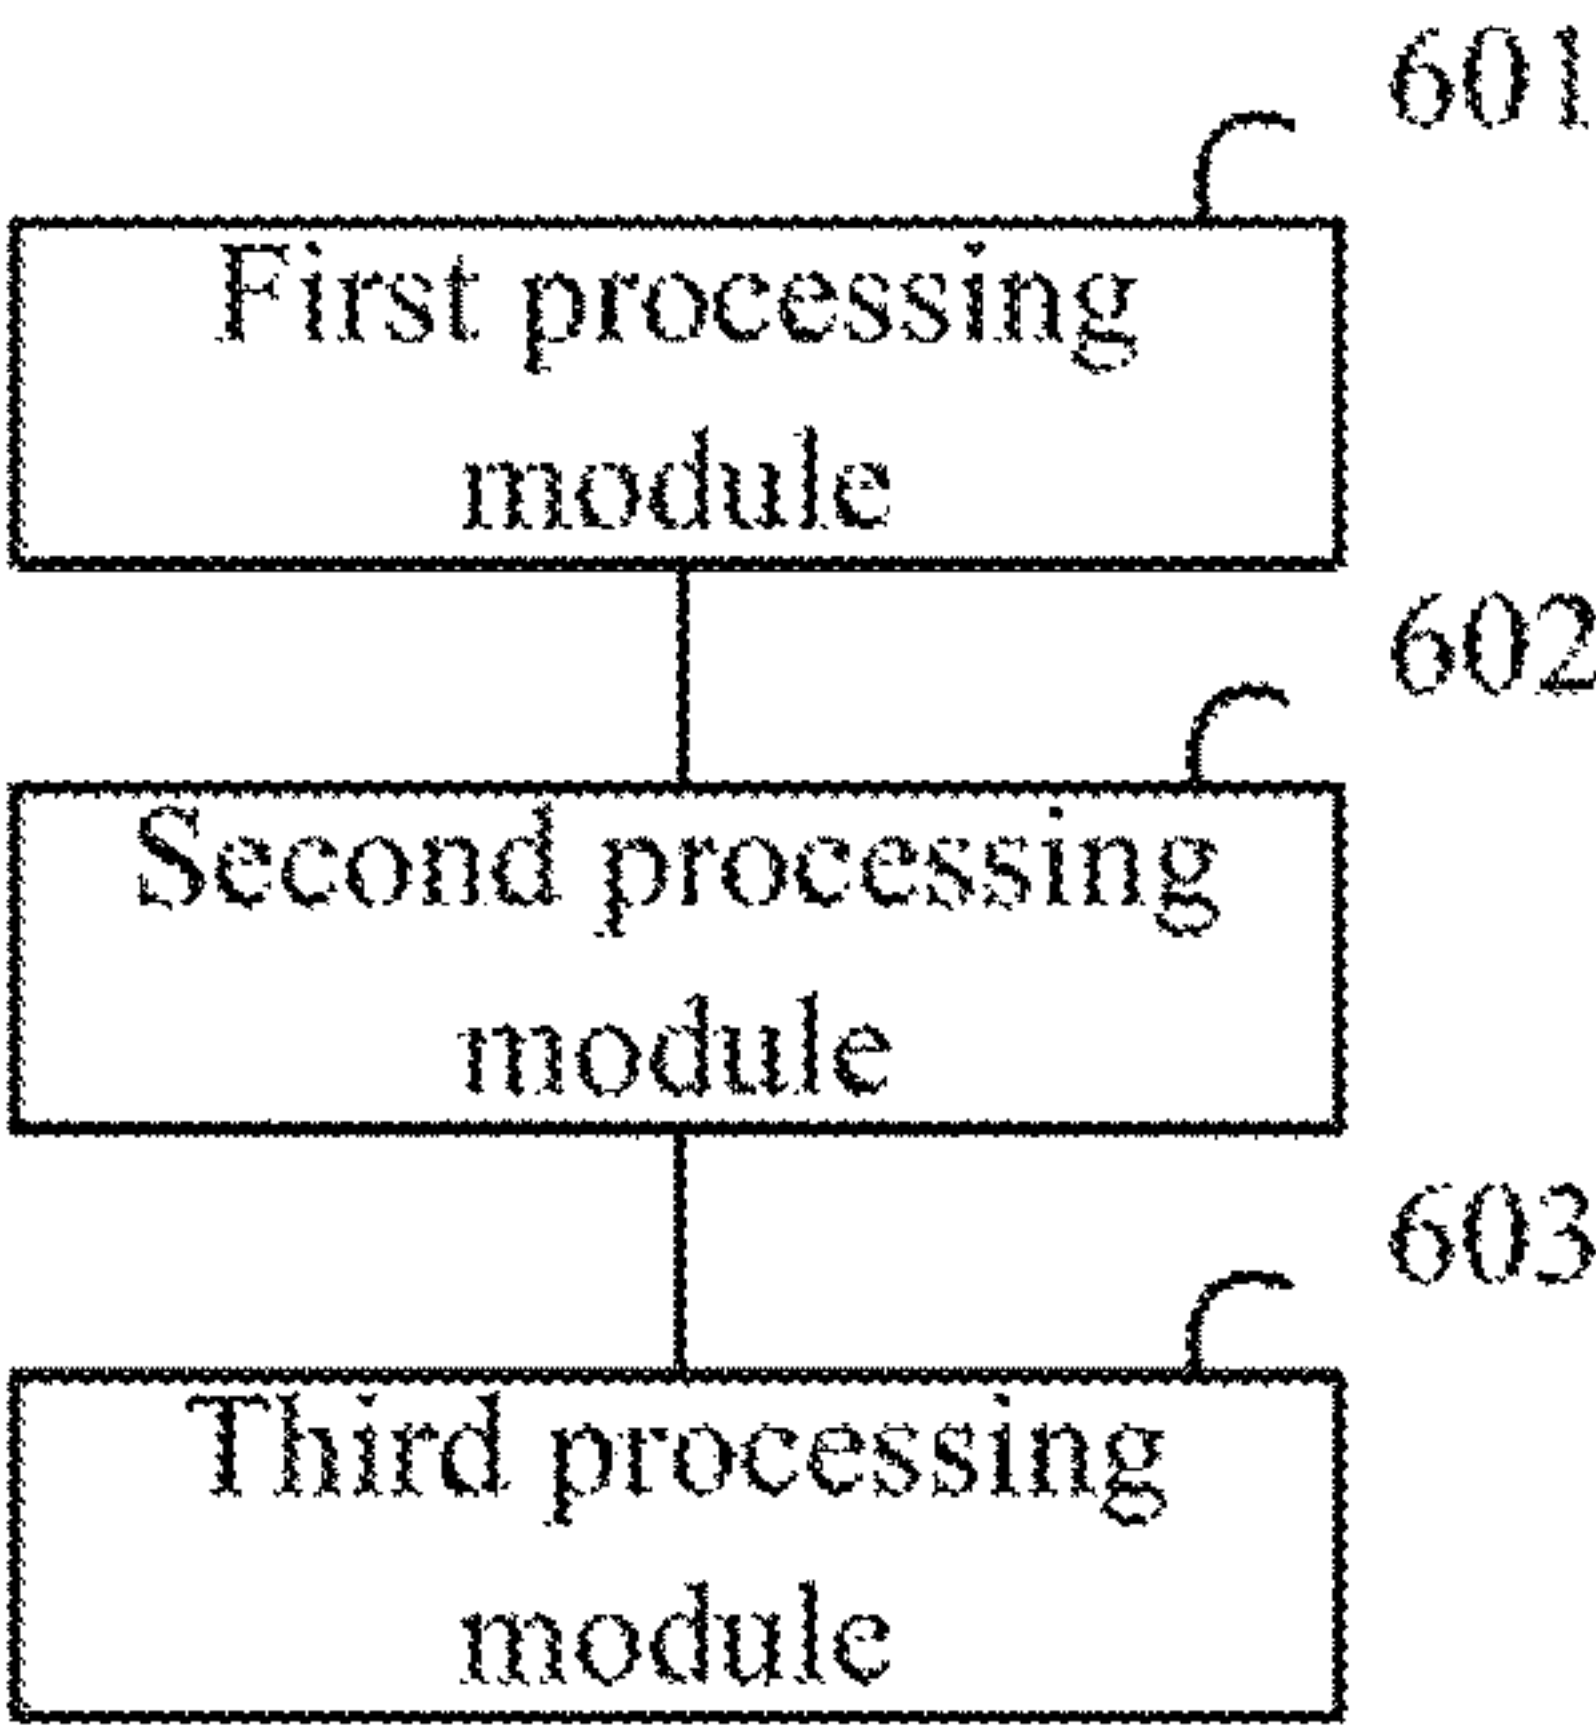 601
First processing
module
602
Second processing
module
603
Third processing
module